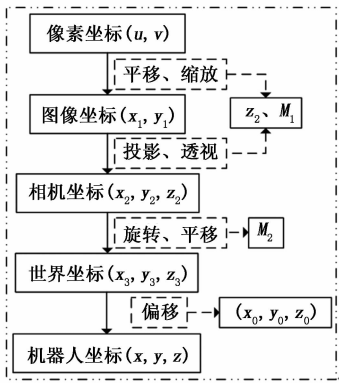 像素坐标(u, v)
平移、缩放
z₂、M₁
图像坐标(x₁, y₁)
投影、透视
相机坐标(x₂, y₂, z₂)
旋转、平移
M₂
世界坐标(x₃, y₃, z₃)
偏移
(x₀, y₀, z₀)
机器人坐标(x, y, z)